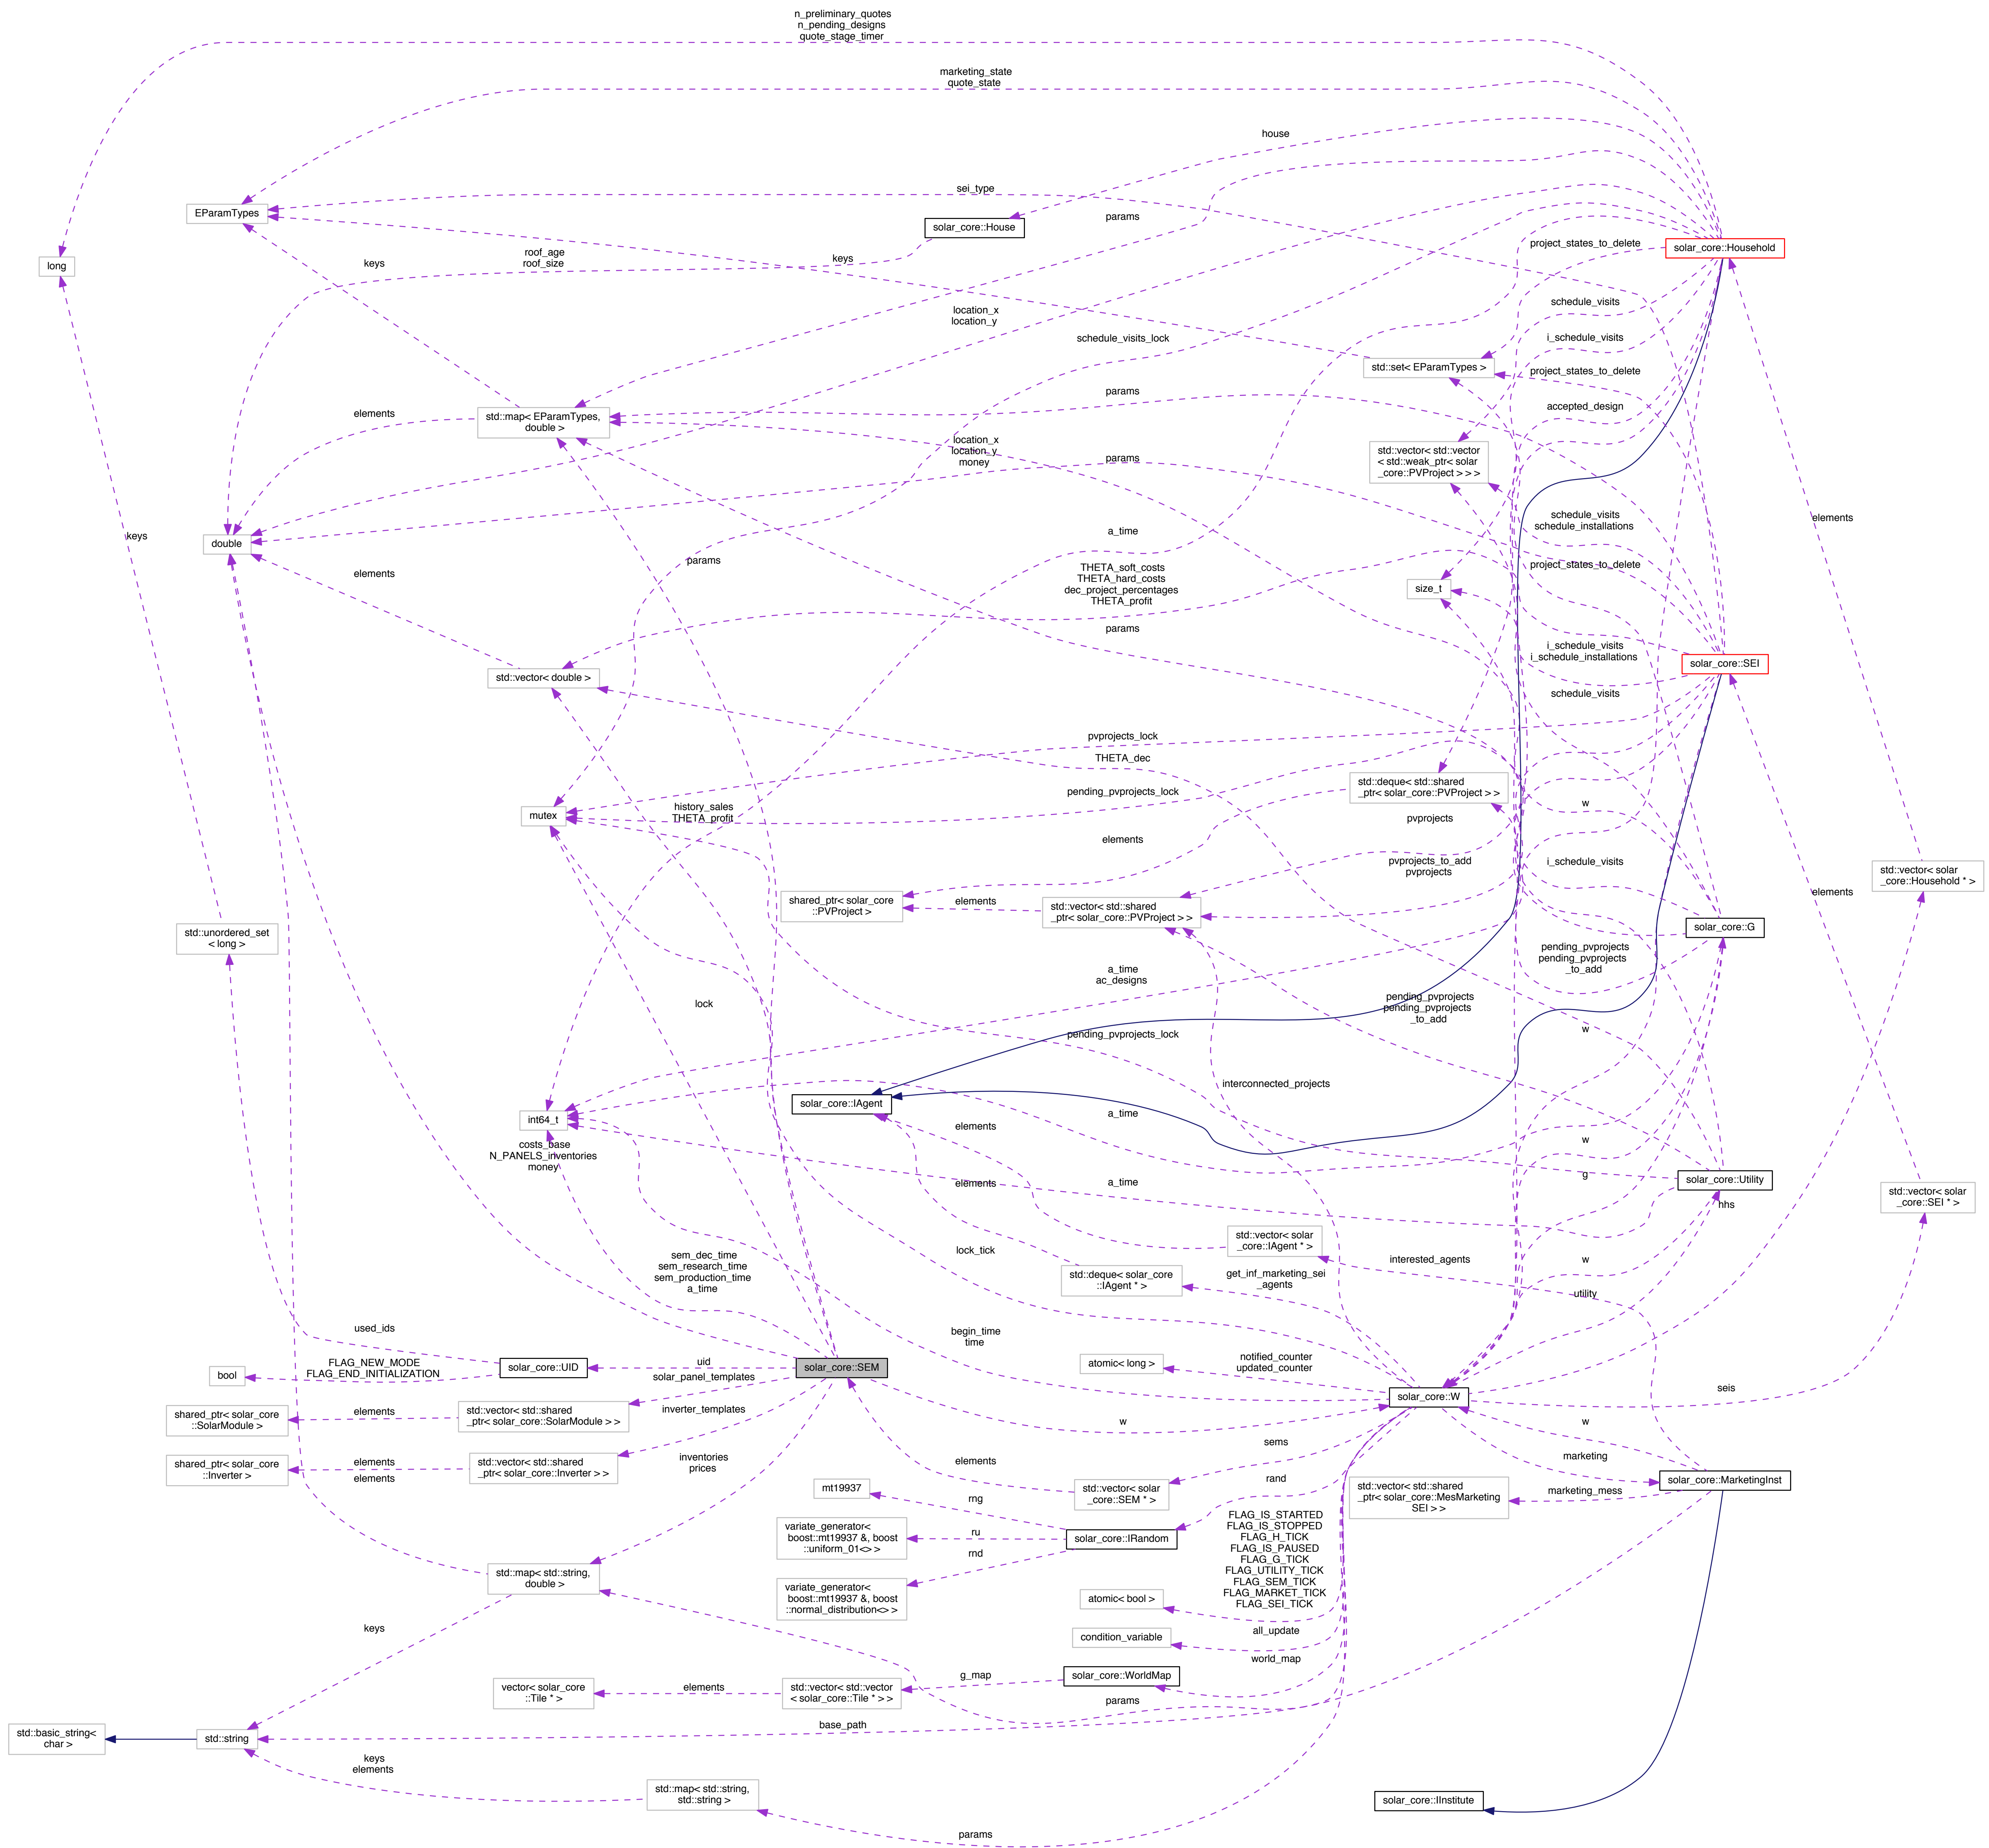 n_preliminary_quotes
n_pending_designs
quote_stage_timer
marketing_state
quote_state
house
sei_type
EParamTypes
params
solar_core::House
project_states_to_delete
solar_core::Household
roof_age
roof_size
keys
keys
long
schedule_visits
location_x
location_y
schedule_visits_lock
i_schedule_visits
std::set< EParamTypes >
project_states_to_delete
params
accepted_design
elements
std::map< EParamTypes,
double >
location_x
location_y
money
params
std::vector< std::vector
< std::weak_ptr< solar
_core::PVProject > > >
schedule_visits
schedule_installations
elements
keys
double
a_time
params
elements
THETA_soft_costs
THETA_hard_costs
dec_project_percentages
THETA_profit
size_t
project_states_to_delete
params
i_schedule_visits
i_schedule_installations
solar_core::SEI
std::vector< double >
schedule_visits
pvprojects_lock
THETA_dec
std::deque< std::shared
_ptr< solar_core::PVProject > >
pending_pvprojects_lock
history_sales
THETA_profit
mutex
w
pvprojects
elements
pvprojects_to_add
pvprojects
i_schedule_visits
std::vector< solar
_core::Household * >
elements
shared_ptr< solar_core
::PVProject >
elements
std::vector< std::shared
_ptr< solar_core::PVProject > >
solar_core::G
std::unordered_set
< long >
pending_pvprojects
pending_pvprojects
_to_add
a_time
ac_designs
lock
pending_pvprojects
pending_pvprojects
_to_add
pending_pvprojects_lock
w
interconnected_projects
solar_core::IAgent
int64_t
a_time
elements
costs_base
N_PANELS_inventories
money
w
g
a_time
elements
solar_core::Utility
std::vector< solar
_core::SEI * >
hhs
std::vector< solar
_core::IAgent * >
sem_dec_time
sem_research_time
sem_production_time
a_time
lock_tick
interested_agents
w
std::deque< solar_core
::IAgent * >
get_inf_marketing_sei
_agents
utility
used_ids
begin_time
time
bool
FLAG_NEW_MODE
FLAG_END_INITIALIZATION
solar_core::UID
uid
solar_core::SEM
atomic< long >
notified_counter
updated_counter
solar_panel_templates
solar_core::W
seis
shared_ptr< solar_core
::SolarModule >
elements
std::vector< std::shared
_ptr< solar_core::SolarModule > >
inverter_templates
w
w
sems
marketing
shared_ptr< solar_core
::Inverter >
elements
elements
std::vector< std::shared
_ptr< solar_core::Inverter > >
inventories
prices
elements
rand
solar_core::MarketingInst
mt19937
rng
std::vector< solar
_core::SEM * >
std::vector< std::shared
_ptr< solar_core::MesMarketing
SEI > >
marketing_mess
variate_generator<
boost::mt19937 &, boost
::uniform_01<> >
ru
rnd
solar_core::IRandom
FLAG_IS_STARTED
FLAG_IS_STOPPED
FLAG_H_TICK
FLAG_IS_PAUSED
FLAG_G_TICK
FLAG_UTILITY_TICK
FLAG_SEM_TICK
FLAG_MARKET_TICK
FLAG_SEI_TICK
std::map< std::string,
double >
variate_generator<
boost::mt19937 &, boost
::normal_distribution<> >
atomic< bool >
keys
condition_variable
all_update
world_map
vector< solar_core
::Tile * >
elements
std::vector< std::vector
< solar_core::Tile * > >
g_map
solar_core::WorldMap
params
std::basic_string<
char >
std::string
base_path
keys
elements
std::map< std::string,
std::string >
solar_core::IInstitute
params